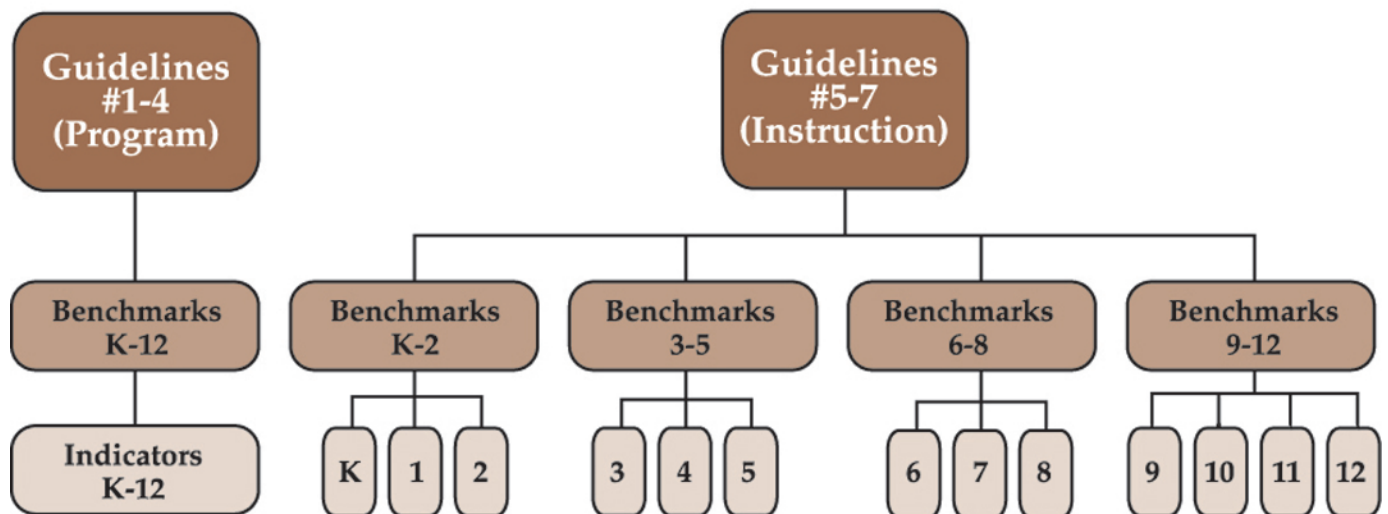 Guidelines
#1-4
(Program)
Guidelines
#5-7
(Instruction)
Benchmarks
K-12
Benchmarks
K-2
Benchmarks
3-5
Benchmarks
6-8
Benchmarks
9-12
Indicators
K-12
K
1
2
3
4
5
6
7
8
9
10
11
12